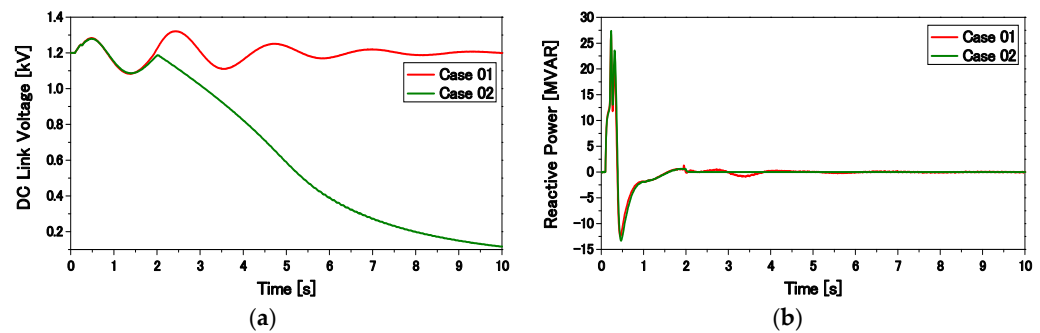 1.4
1.2
1.0
0.8
0.6
0.4
0.2
DC Link Voltage [kV]
Case 01
Case 02
0 1 2 3 4 5 6 7 8 9 10
Time [s]
(a)
30
25
20
15
10
5
0
−5
−10
−15
Reactive Power [MVAR]
Case 01
Case 02
0 1 2 3 4 5 6 7 8 9 10
Time [s]
(b)